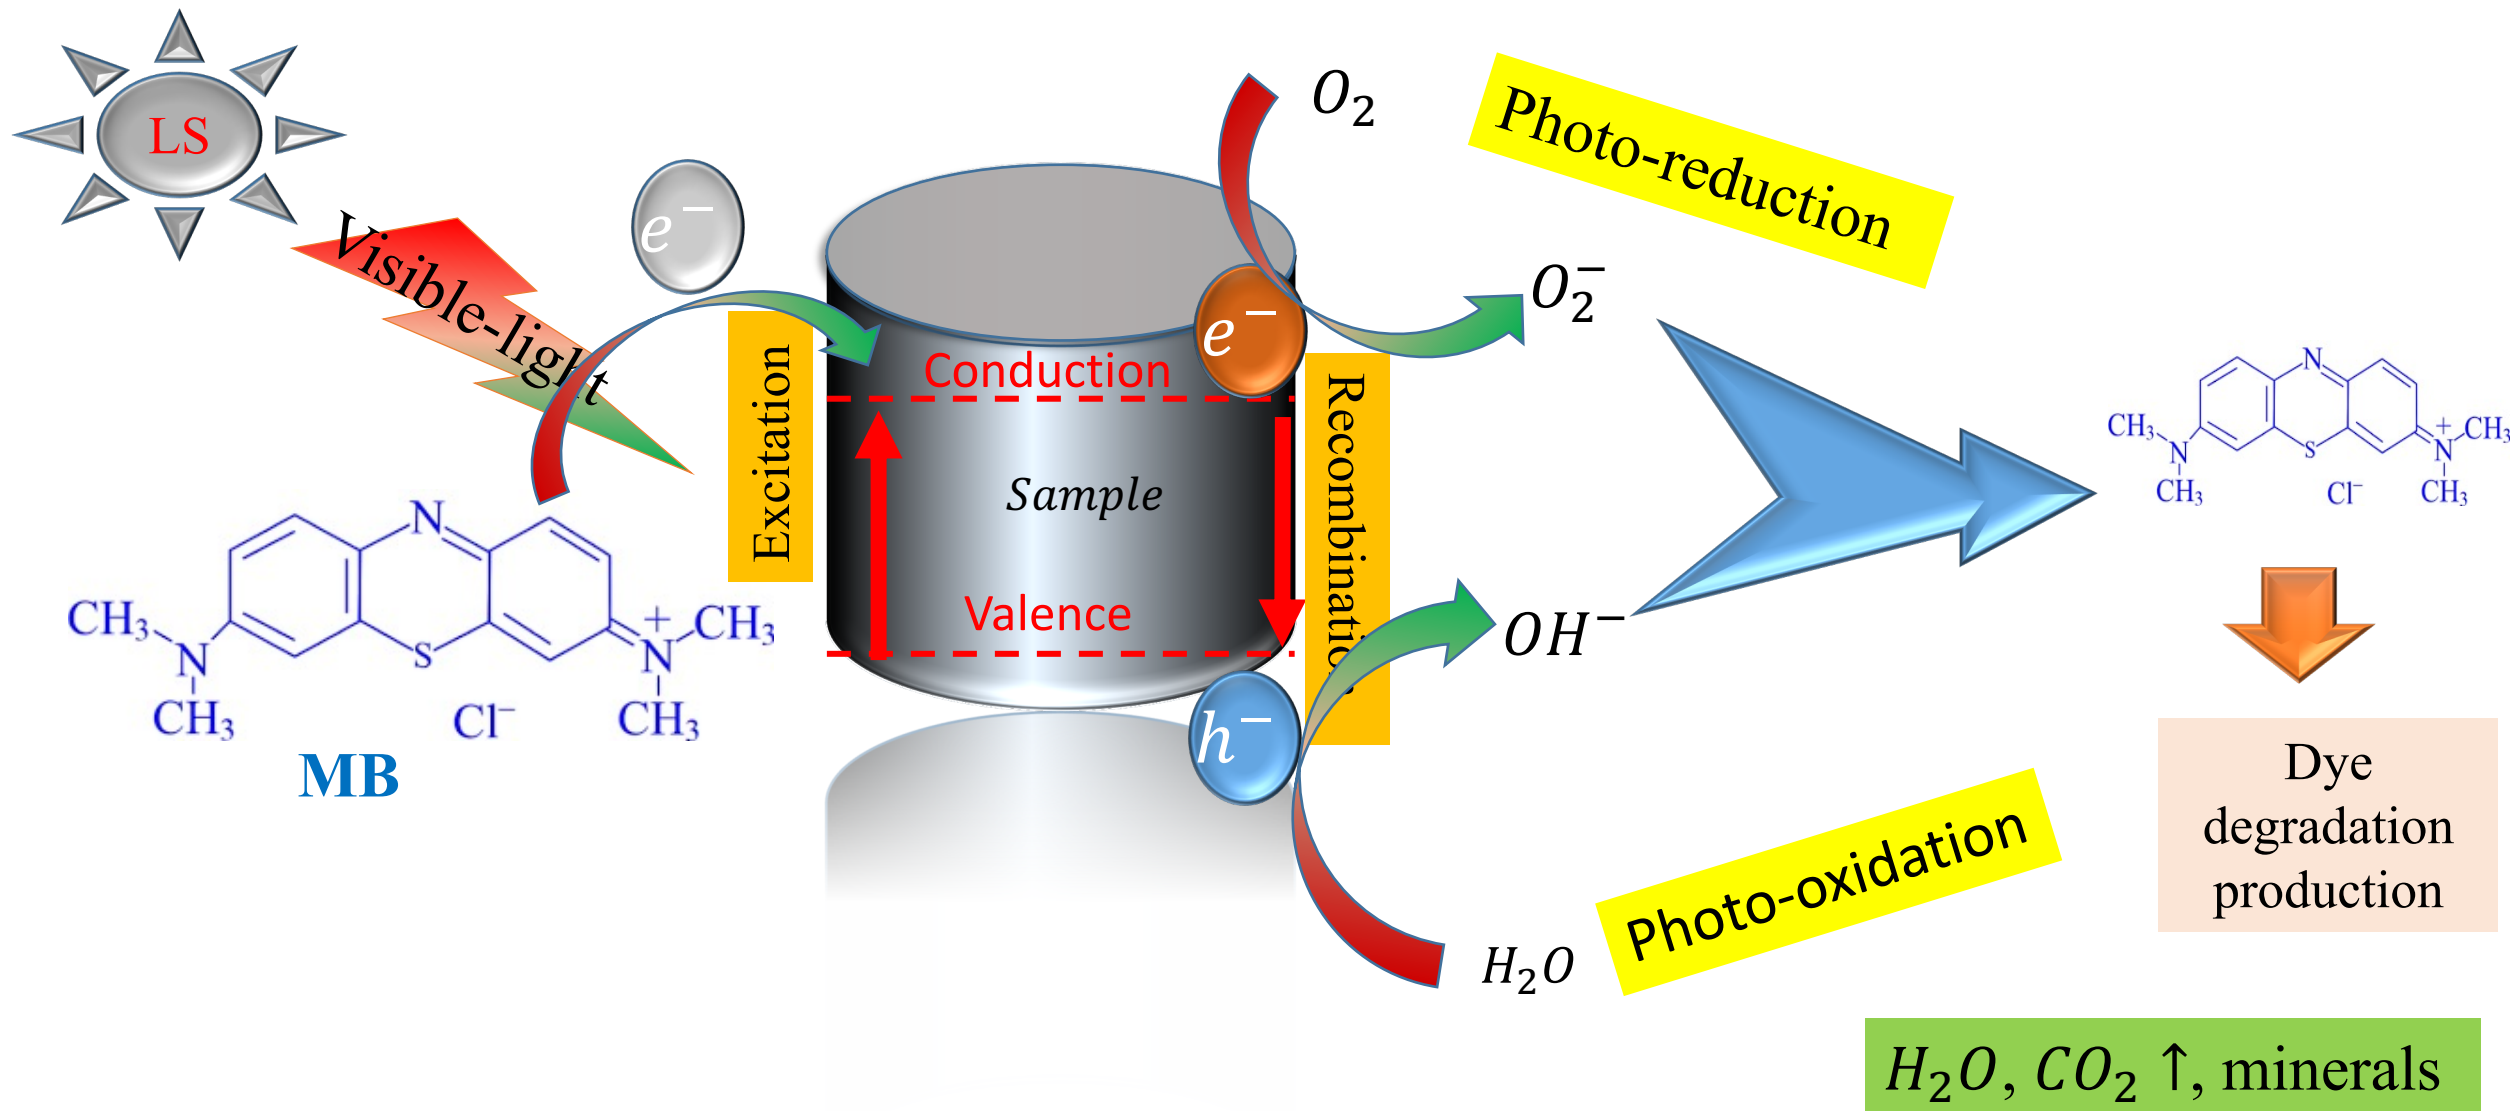 LS
Visible-light
e⁻
O₂
Photo-reduction
e⁻
O₂⁻
Conduction
Excitation
Recombination
Sample
Valence
N
S
CH₃
N
CH₃
+
N
CH₃
CH₃
Cl⁻
MB
h⁻
OH⁻
H₂O
Photo-oxidation
N
S
CH₃
N
CH₃
+
N
CH₃
CH₃
Cl⁻
Dye
degradation
production
H₂O, CO₂ ↑, minerals